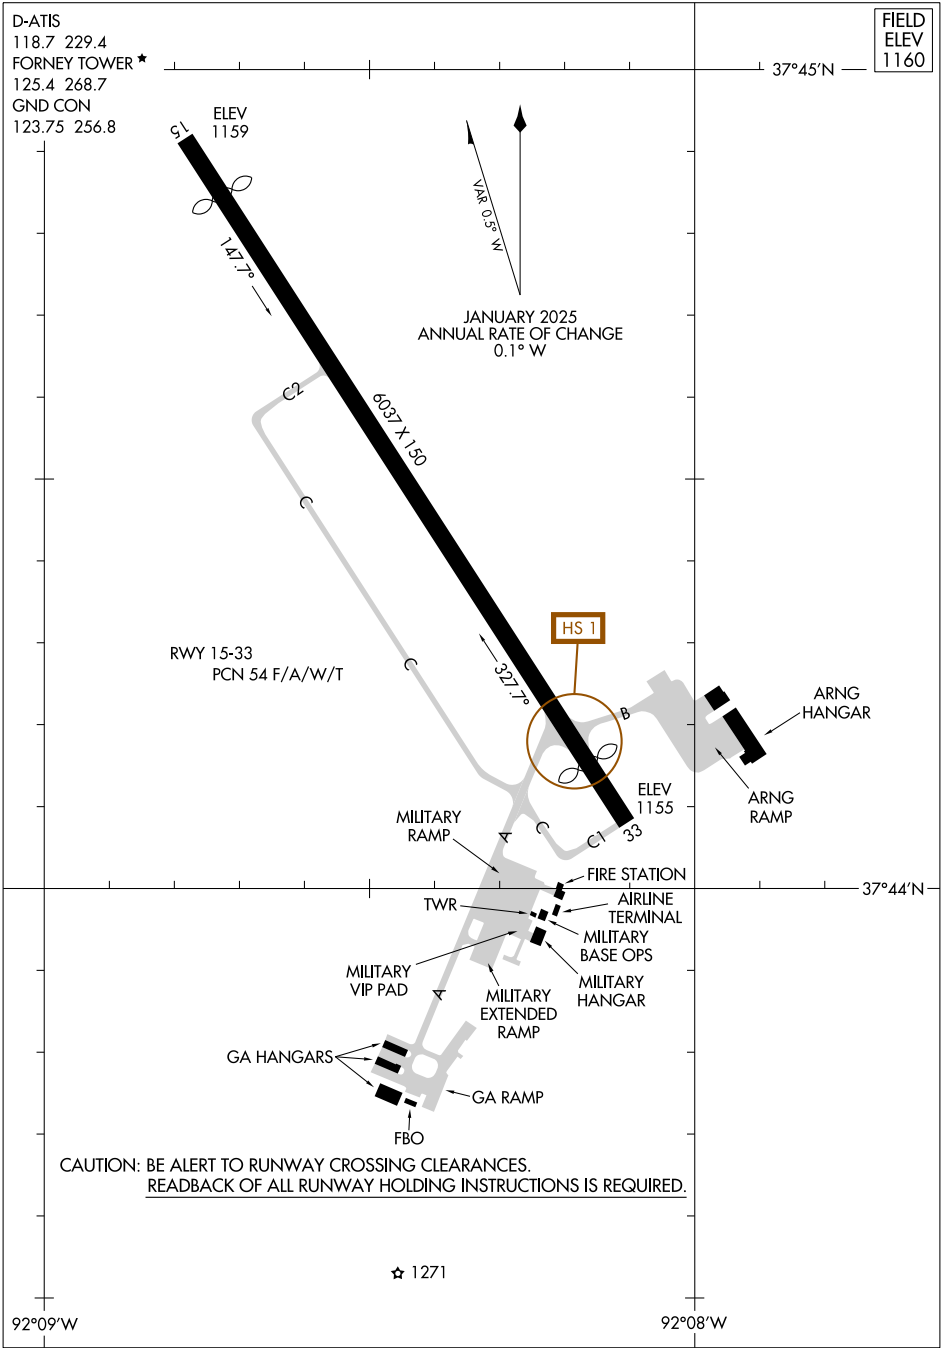 D-ATIS
118.7 229.4
FORNEY TOWER
125.4 268.7
GND CON
123.75 256.8
FIELD
ELEV
1160
37°45'N
15
ELEV
1159
VAR 0.5° W
147.7°
JANUARY 2025
ANNUAL RATE OF CHANGE
0.1° W
C2
6037 X 150
C
HS 1
RWY 15-33
PCN 54 F/A/W/T
C
327.7°
B
ARNG
HANGAR
ARNG
RAMP
ELEV
1155
33
MILITARY
RAMP
A
C
C1
37°44'N
FIRE STATION
TWR
AIRLINE
TERMINAL
MILITARY
BASE OPS
MILITARY
VIP PAD
MILITARY
HANGAR
A
MILITARY
EXTENDED
RAMP
GA HANGARS
GA RAMP
FBO
CAUTION: BE ALERT TO RUNWAY CROSSING CLEARANCES.
READBACK OF ALL RUNWAY HOLDING INSTRUCTIONS IS REQUIRED.
1271
92°09'W
92°08'W